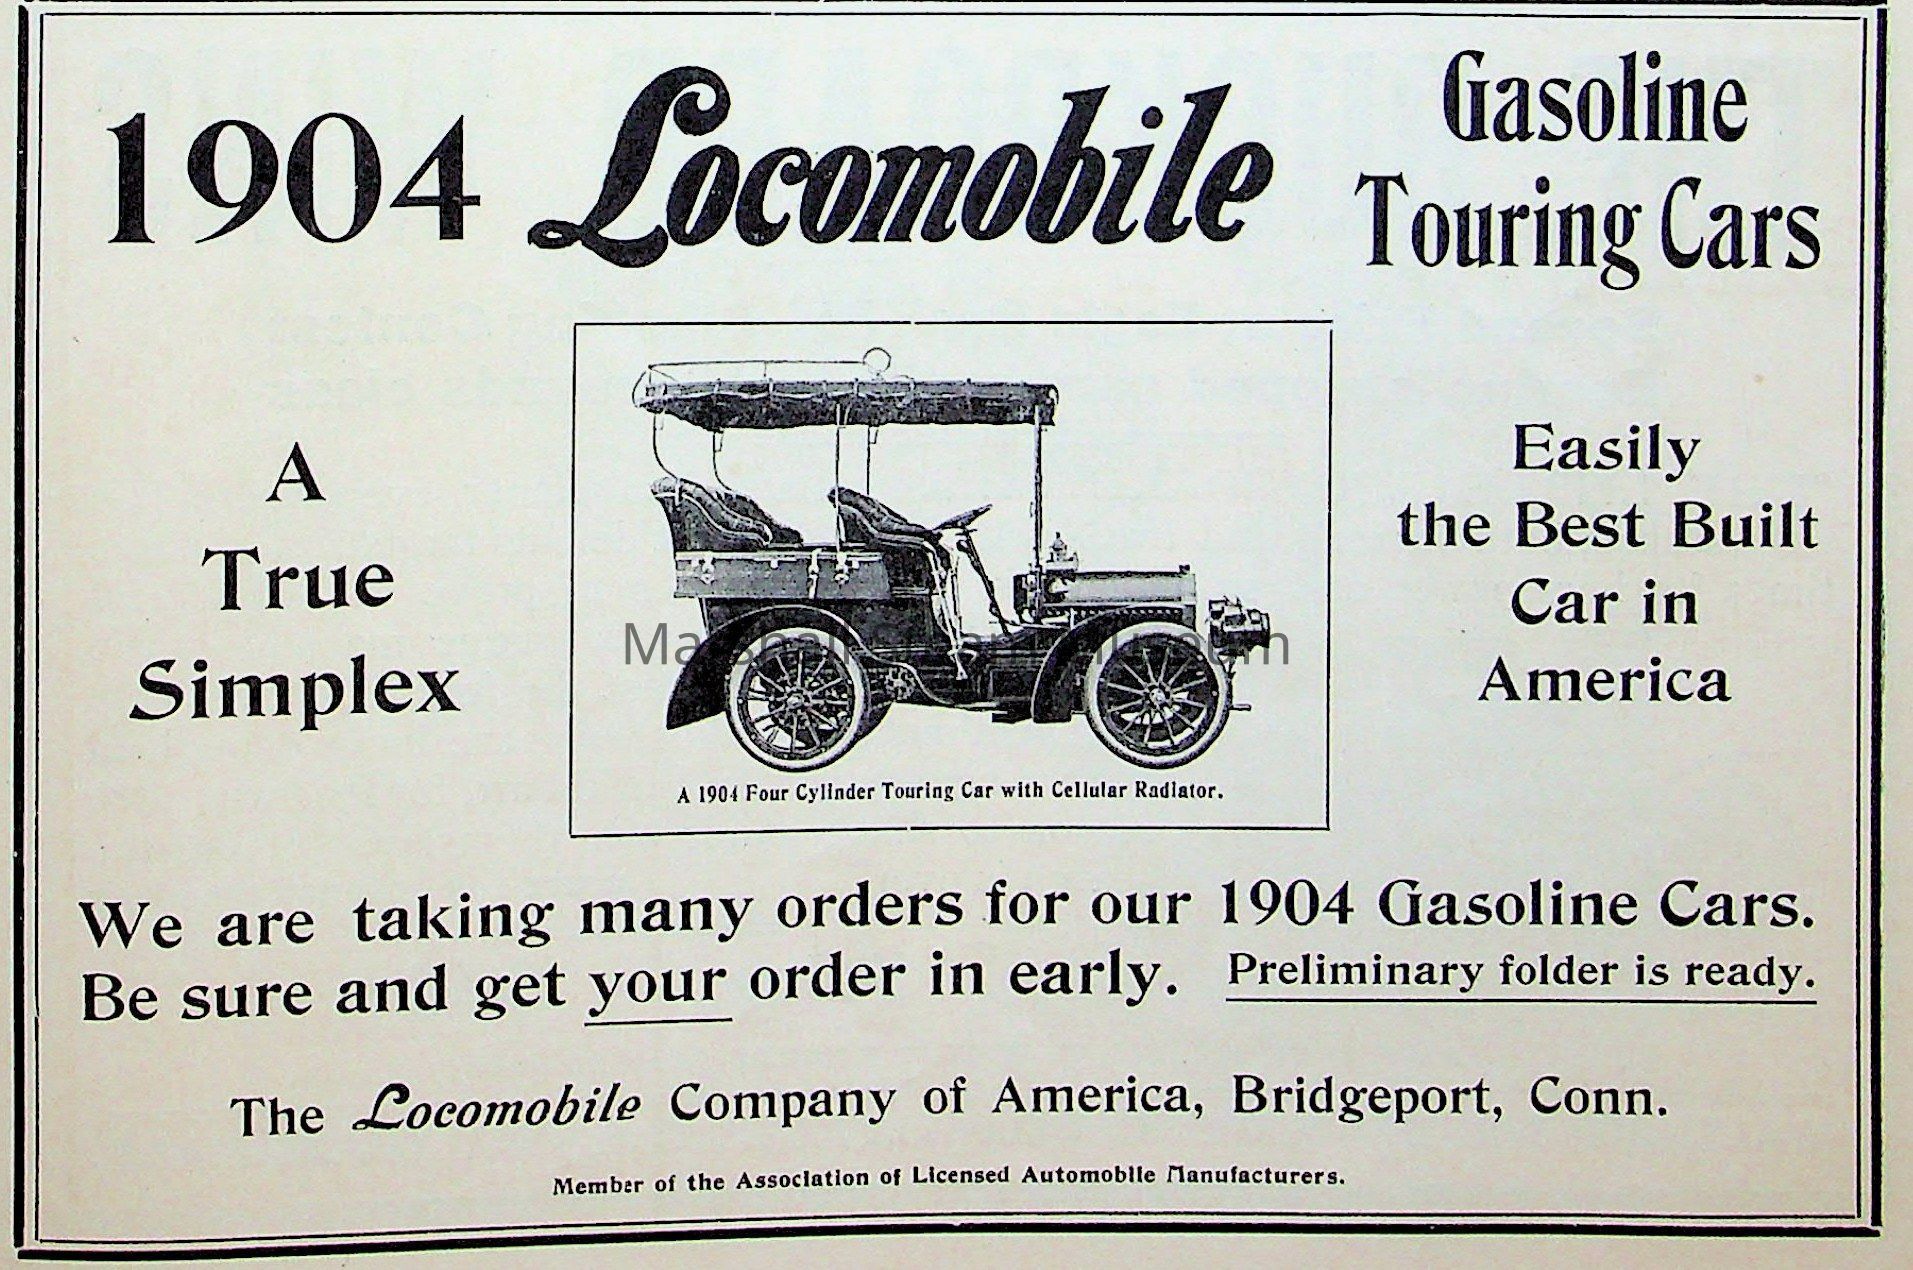 1904 Locomobile Gasoline
Touring Cars
A
True
Simplex
Easily
the Best Built
Car in
America
A 1904 Four Cylinder Touring Car with Cellular Radiator.
We are taking many orders for our 1904 Gasoline Cars.
Be sure and get your order in early. Preliminary folder is ready.
The Locomobile Company of America, Bridgeport, Conn.
Member of the Association of Licensed Automobile Manufacturers.
Museum